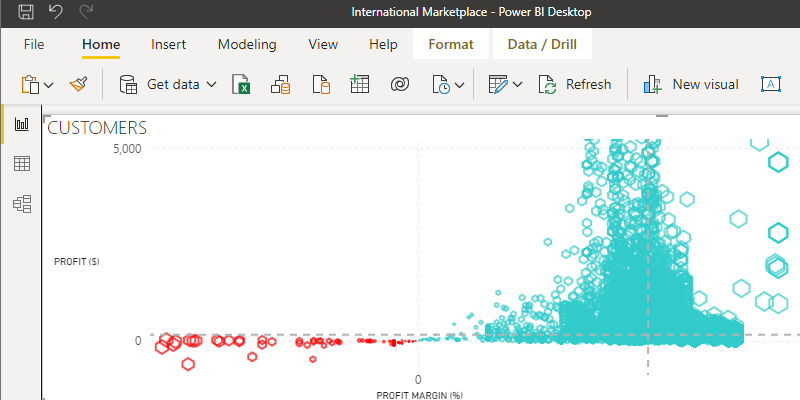 International Marketplace - Power BI Desktop
File Home Insert Modeling View Help Format Data / Drill
Get data Refresh New visual
CUSTOMERS
5,000
PROFIT ($)
0
0
PROFIT MARGIN (%)